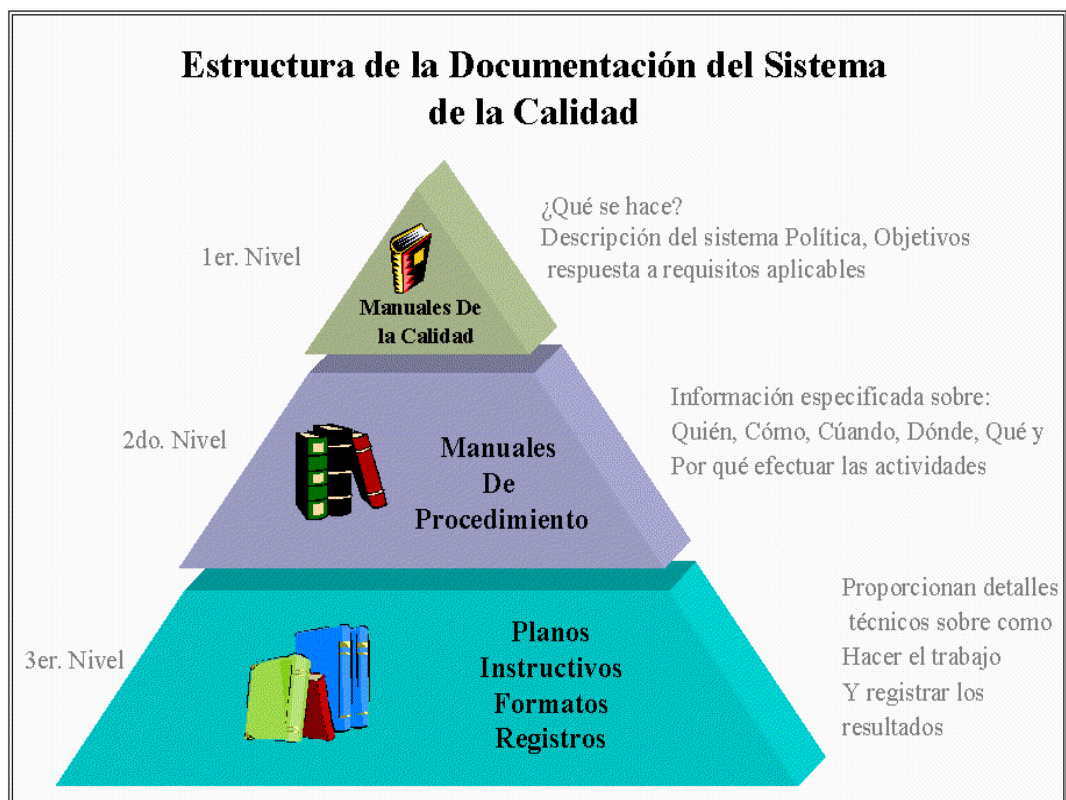 Estructura de la Documentación del Sistema
de la Calidad
1er. Nivel
Manuales De
la Calidad
¿Qué se hace?
Descripción del sistema Política, Objetivos
respuesta a requisitos aplicables
2do. Nivel
Manuales
De
Procedimiento
Información especificada sobre:
Quién, Cómo, Cúando, Dónde, Qué y
Por qué efectuar las actividades
3er. Nivel
Planos
Instructivos
Formatos
Registros
Proporcionan detalles
técnicos sobre como
Hacer el trabajo
Y registrar los
resultados